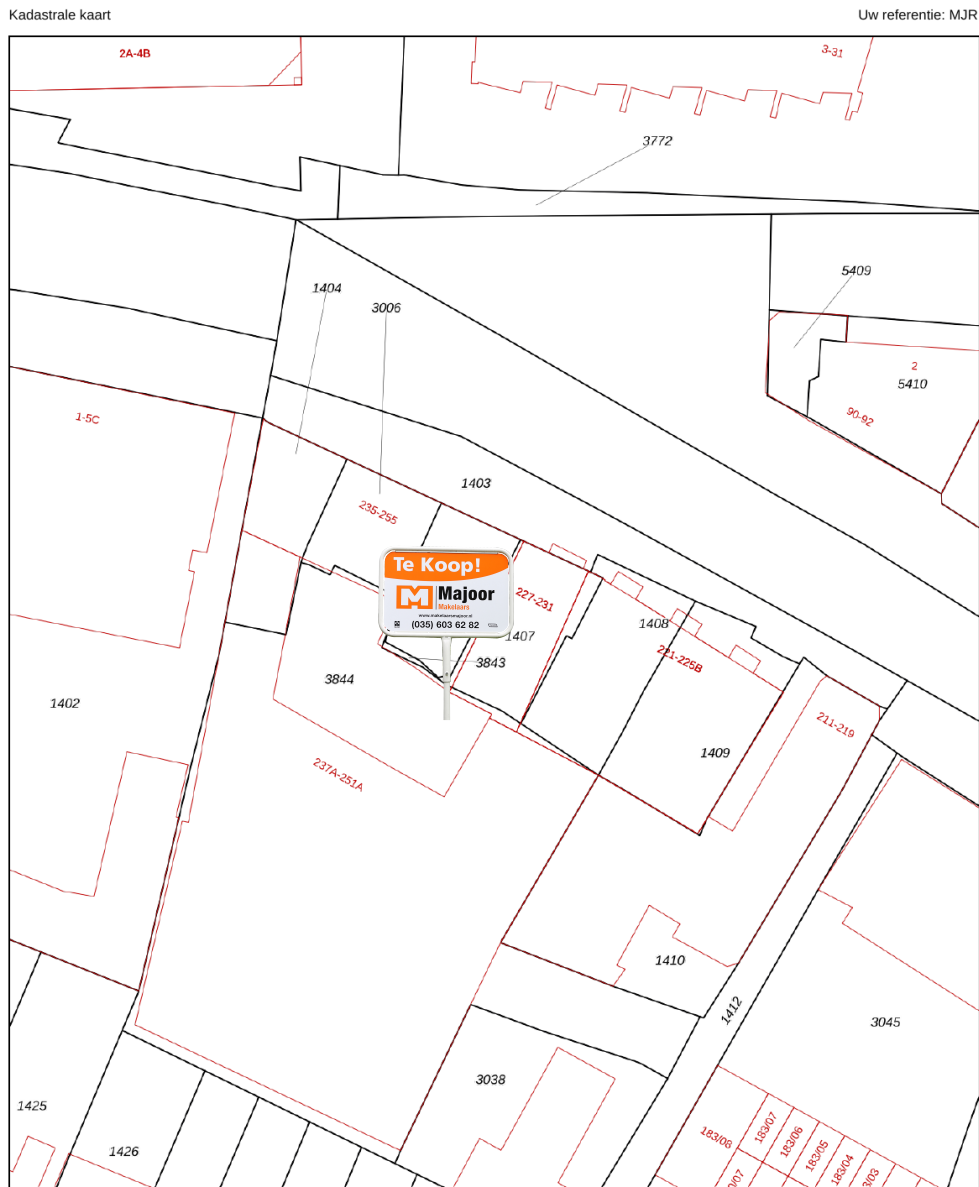 Kadastrale kaart
Uw referentie: MJR
2A-4B
3-31
3772
5409
1404
3006
2
5410
90-92
1-5C
1403
235-255
Te Koop!
Majoor
Makelaars
www.makelaarsmajoor.nl
(035) 603 62 82
227-231
1407
1408
3843
221-225B
3844
1402
211-219
1409
237A-251A
1410
1412
3045
3038
1425
1426
183/08
183/07
183/06
183/05
183/04